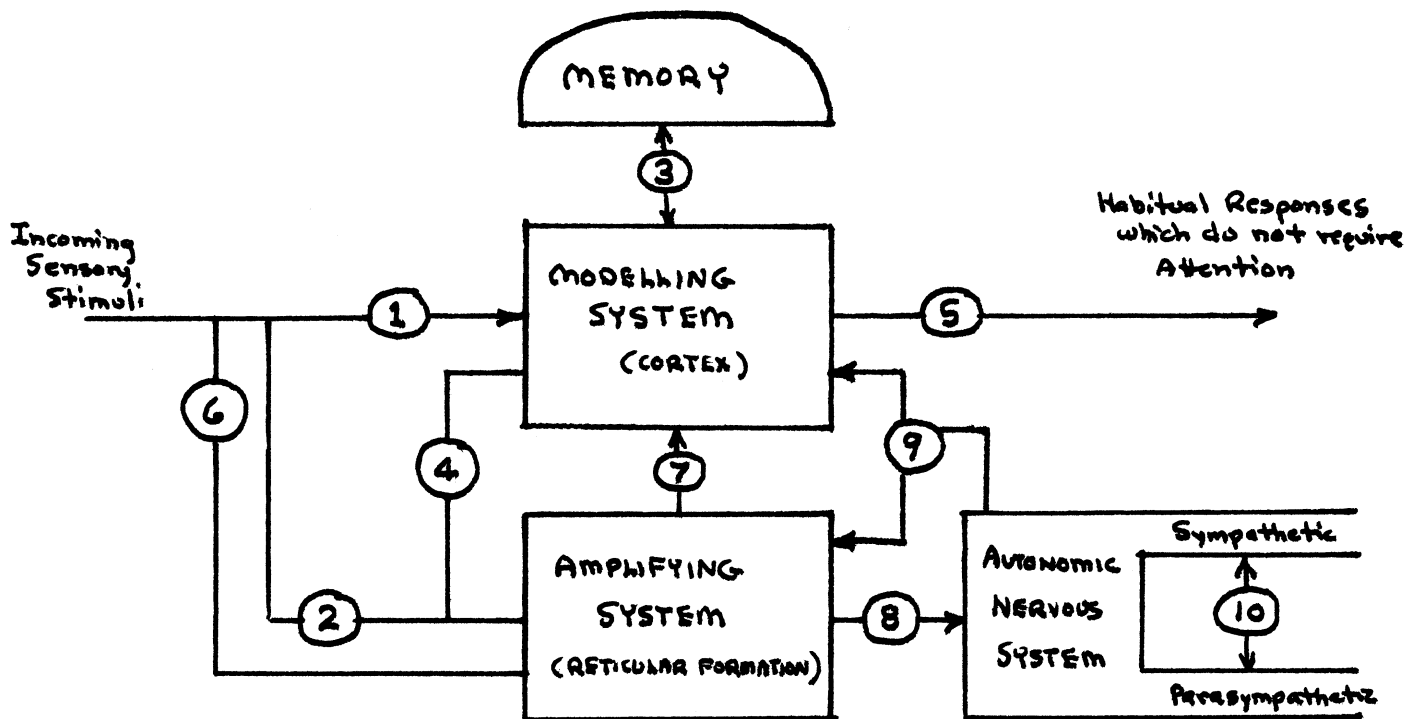 MEMORY
3
Incoming
Sensory
Stimuli
Habitual Responses
which do not require
Attention
1
MODELLING
SYSTEM
(CORTEX)
5
6
4
7
9
2
AMPLIFYING
SYSTEM
(RETICULAR FORMATION)
8
AUTONOMIC
NERVOUS
SYSTEM
Sympathetic
10
Parasympathetic